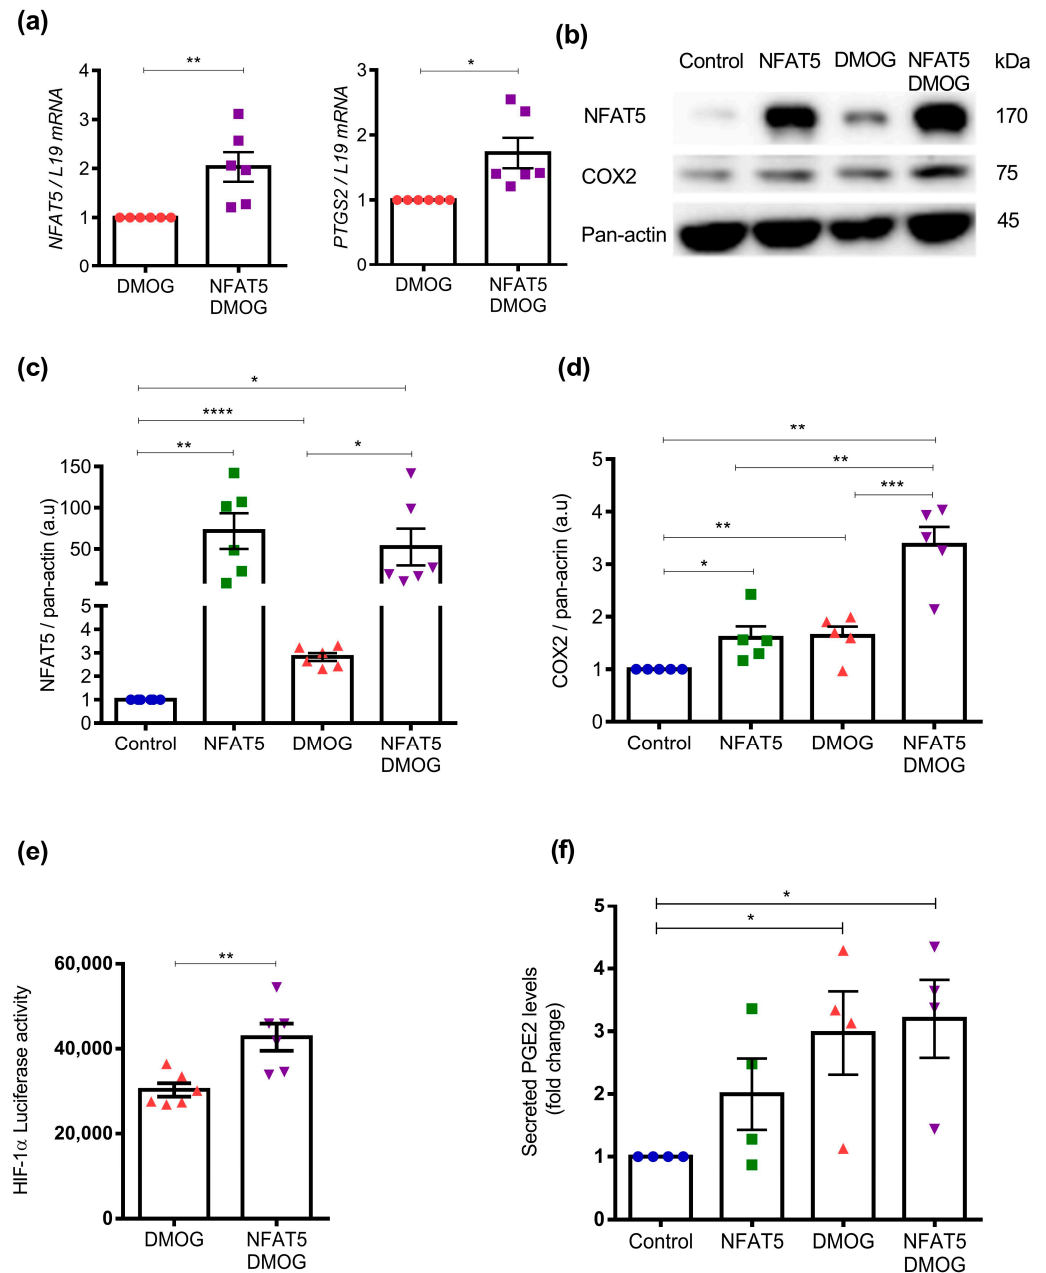 (a)
**
4
3
2
1
0
NFAT5 / L19 mRNA
DMOG
NFAT5
DMOG
*
3
2
1
0
PTGS2 / L19 mRNA
DMOG
NFAT5
DMOG
(b)
Control NFAT5 DMOG NFAT5 kDa
DMOG
NFAT5 170
COX2 75
Pan-actin 45
(c)
*
****
** *
150
100
50
5
4
3
2
1
0
NFAT5 / pan-actin (a.u)
Control NFAT5 DMOG NFAT5
DMOG
(d)
**
**
***
**
*
5
4
3
2
1
0
COX2 / pan-acrin (a.u)
Control NFAT5 DMOG NFAT5
DMOG
(e)
**
60,000
40,000
20,000
0
HIF-1α Luciferase activity
DMOG NFAT5
DMOG
(f)
*
*
5
4
3
2
1
0
Secreted PGE2 levels
(fold change)
Control NFAT5 DMOG NFAT5
DMOG